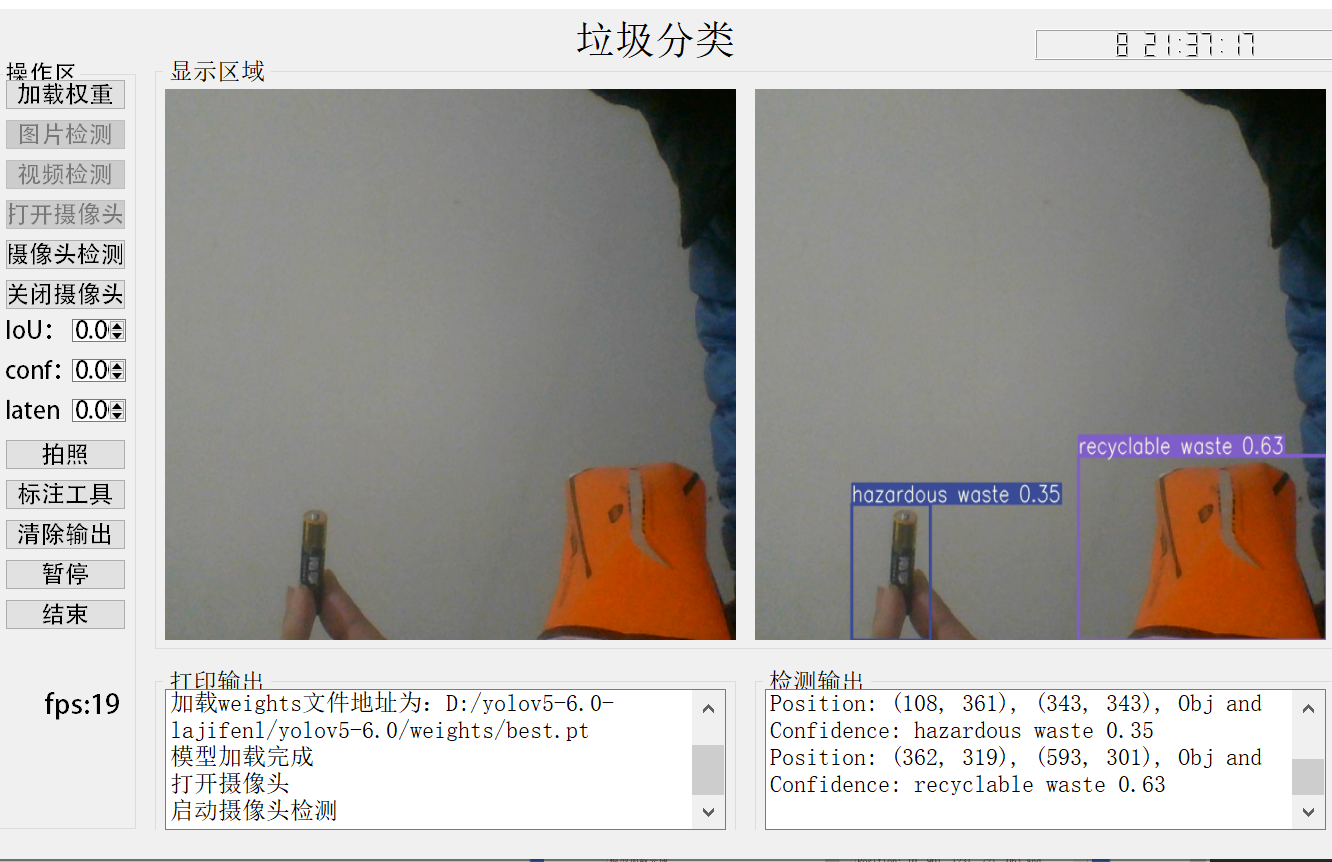 垃圾分类
8 21:37:17
操作区
加载权重
图片检测
视频检测
打开摄像头
摄像头检测
关闭摄像头
IoU: 0.0
conf: 0.0
laten 0.0
拍照
标注工具
清除输出
暂停
结束
fps:19
显示区域
hazardous waste 0.35
recyclable waste 0.63
打印输出
加载weights文件地址为: D:/yolov5-6.0-
lajifenl/yolov5-6.0/weights/best.pt
模型加载完成
打开摄像头
启动摄像头检测
检测输出
Position: (108, 361), (343, 343), Obj and
Confidence: hazardous waste 0.35
Position: (362, 319), (593, 301), Obj and
Confidence: recyclable waste 0.63